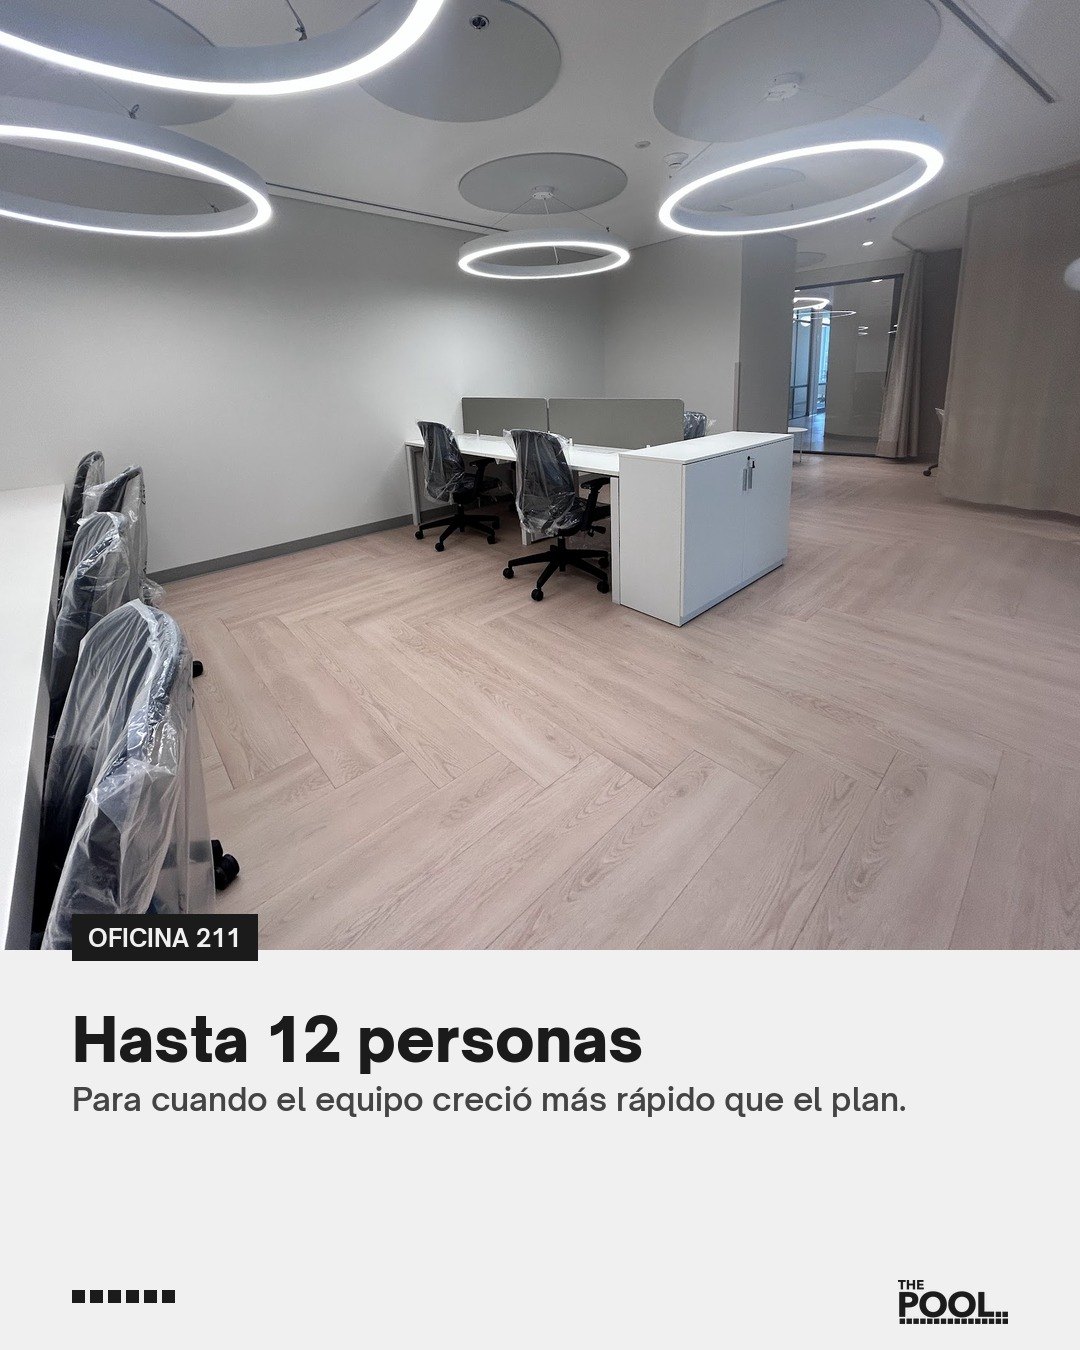 OFICINA 211
Hasta 12 personas
Para cuando el equipo creció más rápido que el plan.
THE
POOL